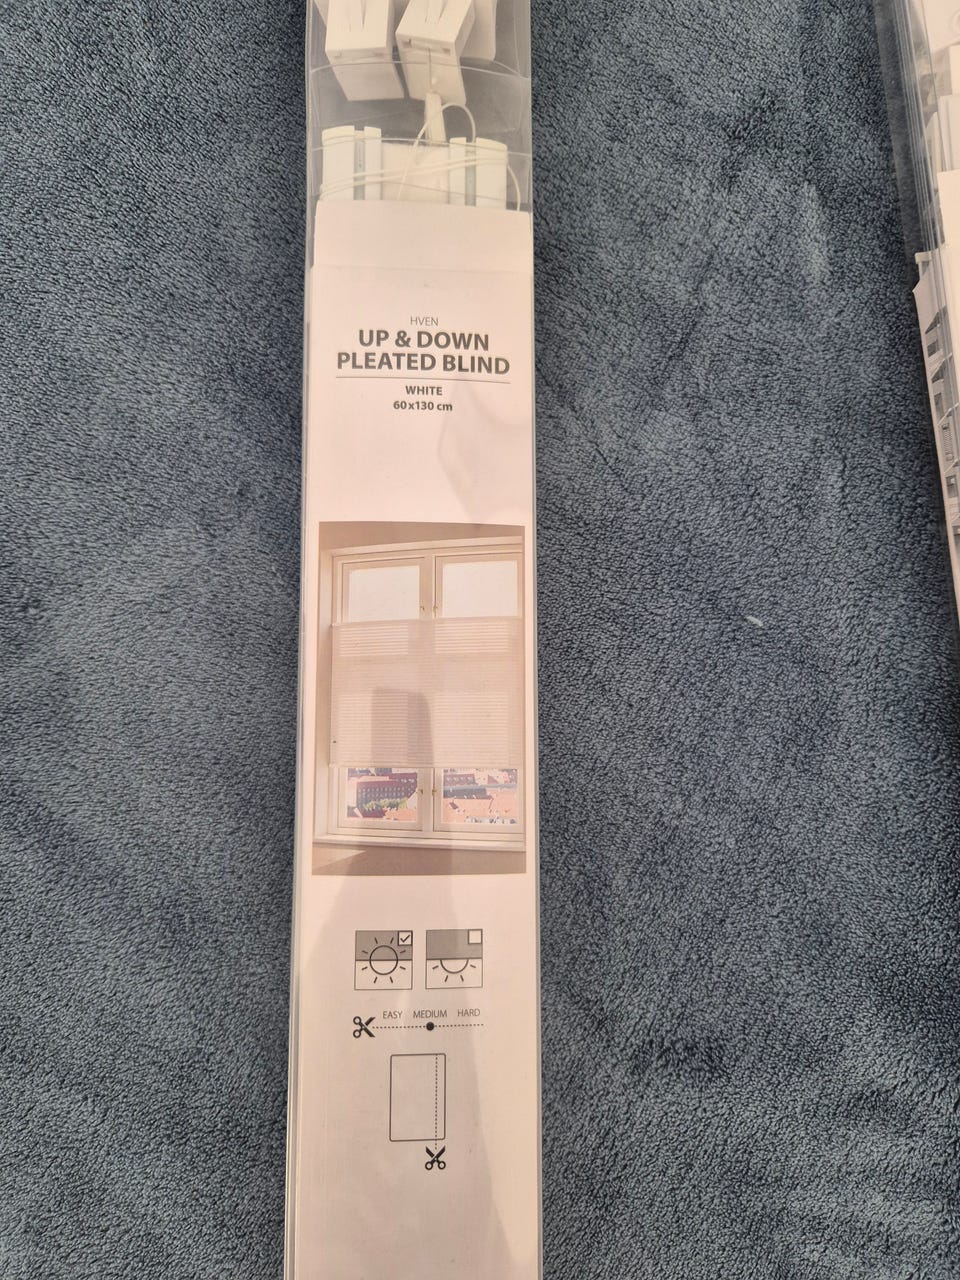 HVEN
UP & DOWN
PLEATED BLIND
WHITE
60x130 cm
EASY MEDIUM HARD